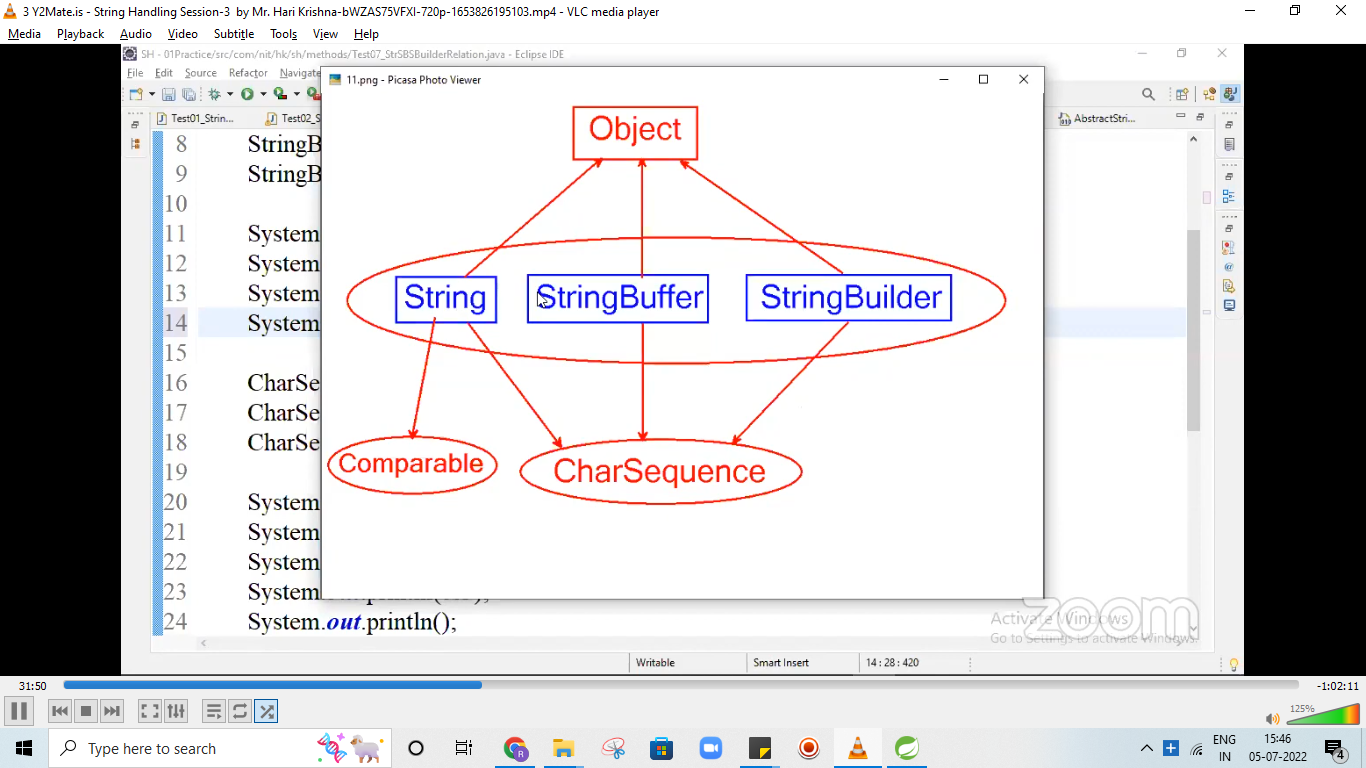 3 Y2Mate.is - String Handling Session-3 by Mr. Hari Krishna-bWZAS75VFXI-720p-1653826195103.mp4 - VLC media player
Media Playback Audio Video Subtitle Tools View Help
SH - 01Practice/src/com/nit/hk/sh/methods/Test07_StrSBSBuilderRelation.java - Eclipse IDE
File Edit Source Refactor Navigate
11.png - Picasa Photo Viewer
Test01_Strin...
Test02_S
AbstractStri...
Object
8 StringB
9 StringB
10
11 System
12 System
13 System
14 System
15
16 CharSe
17 CharSe
18 CharSe
19
20 System
21 System
22 System
23 System
24 System.out.println();
String StringBuffer StringBuilder
Comparable CharSequence
zoom
Activate Windows
Go to Settings to activate Windows.
Writable Smart Insert 14 : 28 : 420
31:50 -1:02:11
125%
Type here to search
ENG
IN
15:46
05-07-2022
4